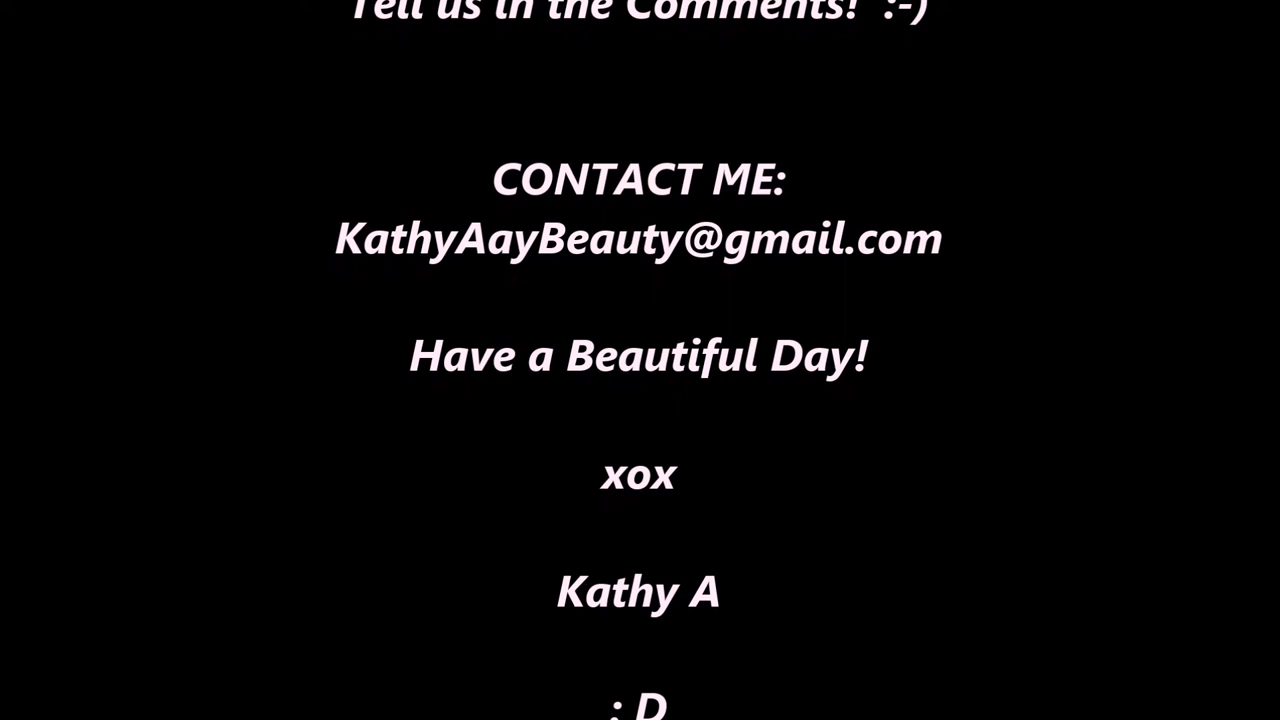 Tell us in the Comments!  :-)
CONTACT ME:
KathyAayBeauty@gmail.com
Have a Beautiful Day!
xox
Kathy A
: D